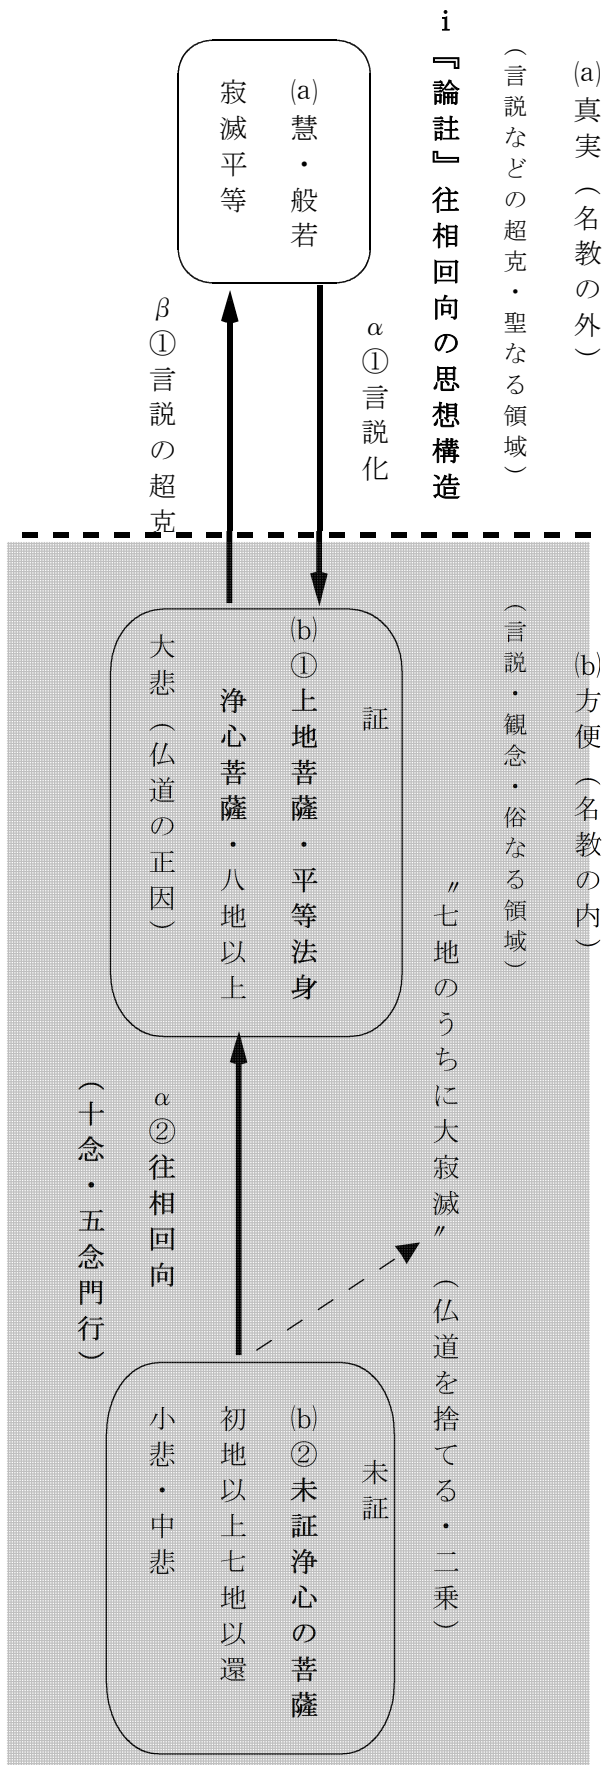 i 『論註』往相回向の思想構造
(a)真実（名教の外）
（言説などの超克・聖なる領域）
(a)慧・般若
寂滅平等
α①言説化
β①言説の超克
(b)方便（名教の内）
（言説・観念・俗なる領域）
証
(b)①上地菩薩・平等法身
浄心菩薩・八地以上
大悲（仏道の正因）
〃七地のうちに大寂滅〃（仏道を捨てる・二乗）
α②往相回向
（十念・五念門行）
未証
(b)②未証浄心の菩薩
初地以上七地以還
小悲・中悲